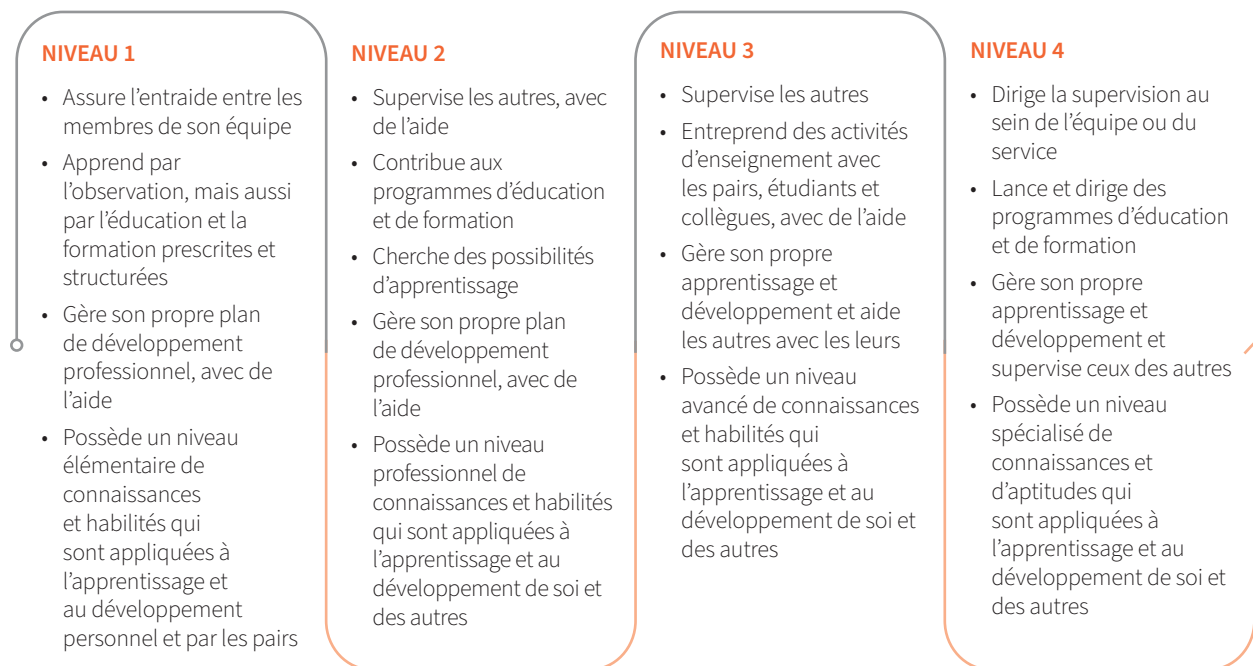 NIVEAU 1
• Assure l’entraide entre les
membres de son équipe
• Apprend par
l’observation, mais aussi
par l’éducation et la
formation prescrites et
structurées
• Gère son propre plan
de développement
professionnel, avec de
l’aide
• Possède un niveau
élémentaire de
connaissances
et habilités qui
sont appliquées à
l’apprentissage et
au développement
personnel et par les pairs
NIVEAU 2
• Supervise les autres, avec
de l’aide
• Contribue aux
programmes d’éducation
et de formation
• Cherche des possibilités
d’apprentissage
• Gère son propre plan
de développement
professionnel, avec de
l’aide
• Possède un niveau
professionnel de
connaissances et habilités
qui sont appliquées à
l’apprentissage et au
développement de soi et
des autres
NIVEAU 3
• Supervise les autres
• Entreprend des activités
d’enseignement avec
les pairs, étudiants et
collègues, avec de l’aide
• Gère son propre
apprentissage et
développement et aide
les autres avec les leurs
• Possède un niveau
avancé de connaissances
et habilités qui
sont appliquées à
l’apprentissage et au
développement de soi et
des autres
NIVEAU 4
• Dirige la supervision au
sein de l’équipe ou du
service
• Lance et dirige des
programmes d’éducation
et de formation
• Gère son propre
apprentissage et
développement et
supervise ceux des autres
• Possède un niveau
spécialisé de
connaissances et
d’aptitudes qui
sont appliquées à
l’apprentissage et au
développement de soi et
des autres